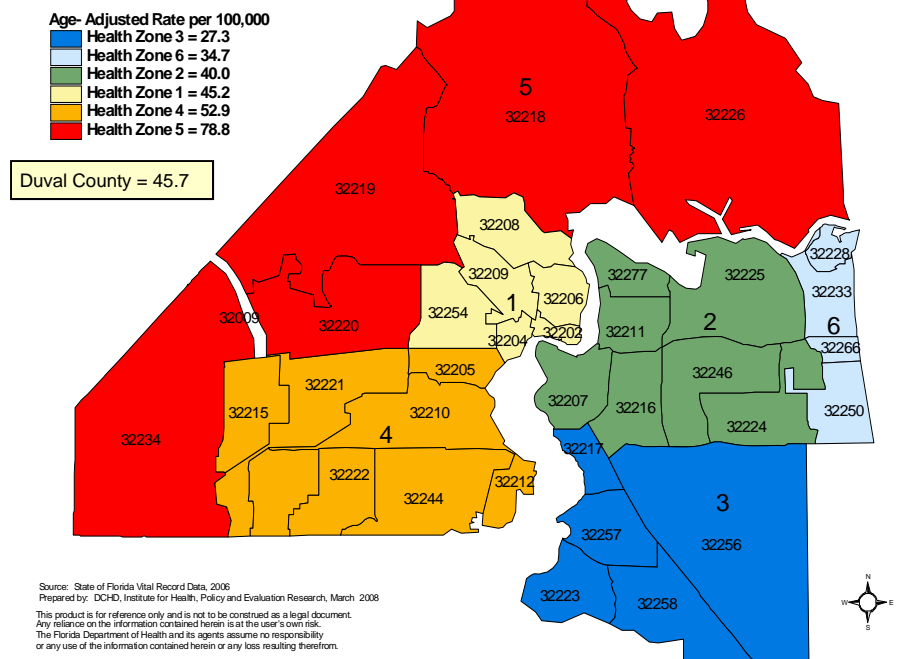 Age- Adjusted Rate per 100,000
Health Zone 3 = 27.3
Health Zone 6 = 34.7
Health Zone 2 = 40.0
Health Zone 1 = 45.2
Health Zone 4 = 52.9
Health Zone 5 = 78.8
Duval County = 45.7
5
32218
32226
32219
32208
32228
32209
32277
32225
32233
32254
1
32206
32009
32220
32211
2
6
32204
32202
32266
32205
32221
32246
32215
32210
32207
32216
32250
32224
32234
4
32217
32222
32212
32244
3
32257
32256
32223
32258
N
W
E
S
Source: State of Florida Vital Record Data, 2006
Prepared by: DCHD, Institute for Health, Policy and Evaluation Research, March 2008
This product is for reference only and is not to be construed as a legal document.
Any reliance on the information contained herein is at the user's own risk.
The Florida Department of Health and its agents assume no responsibility
or any use of the information contained herein or any loss resulting therefrom.